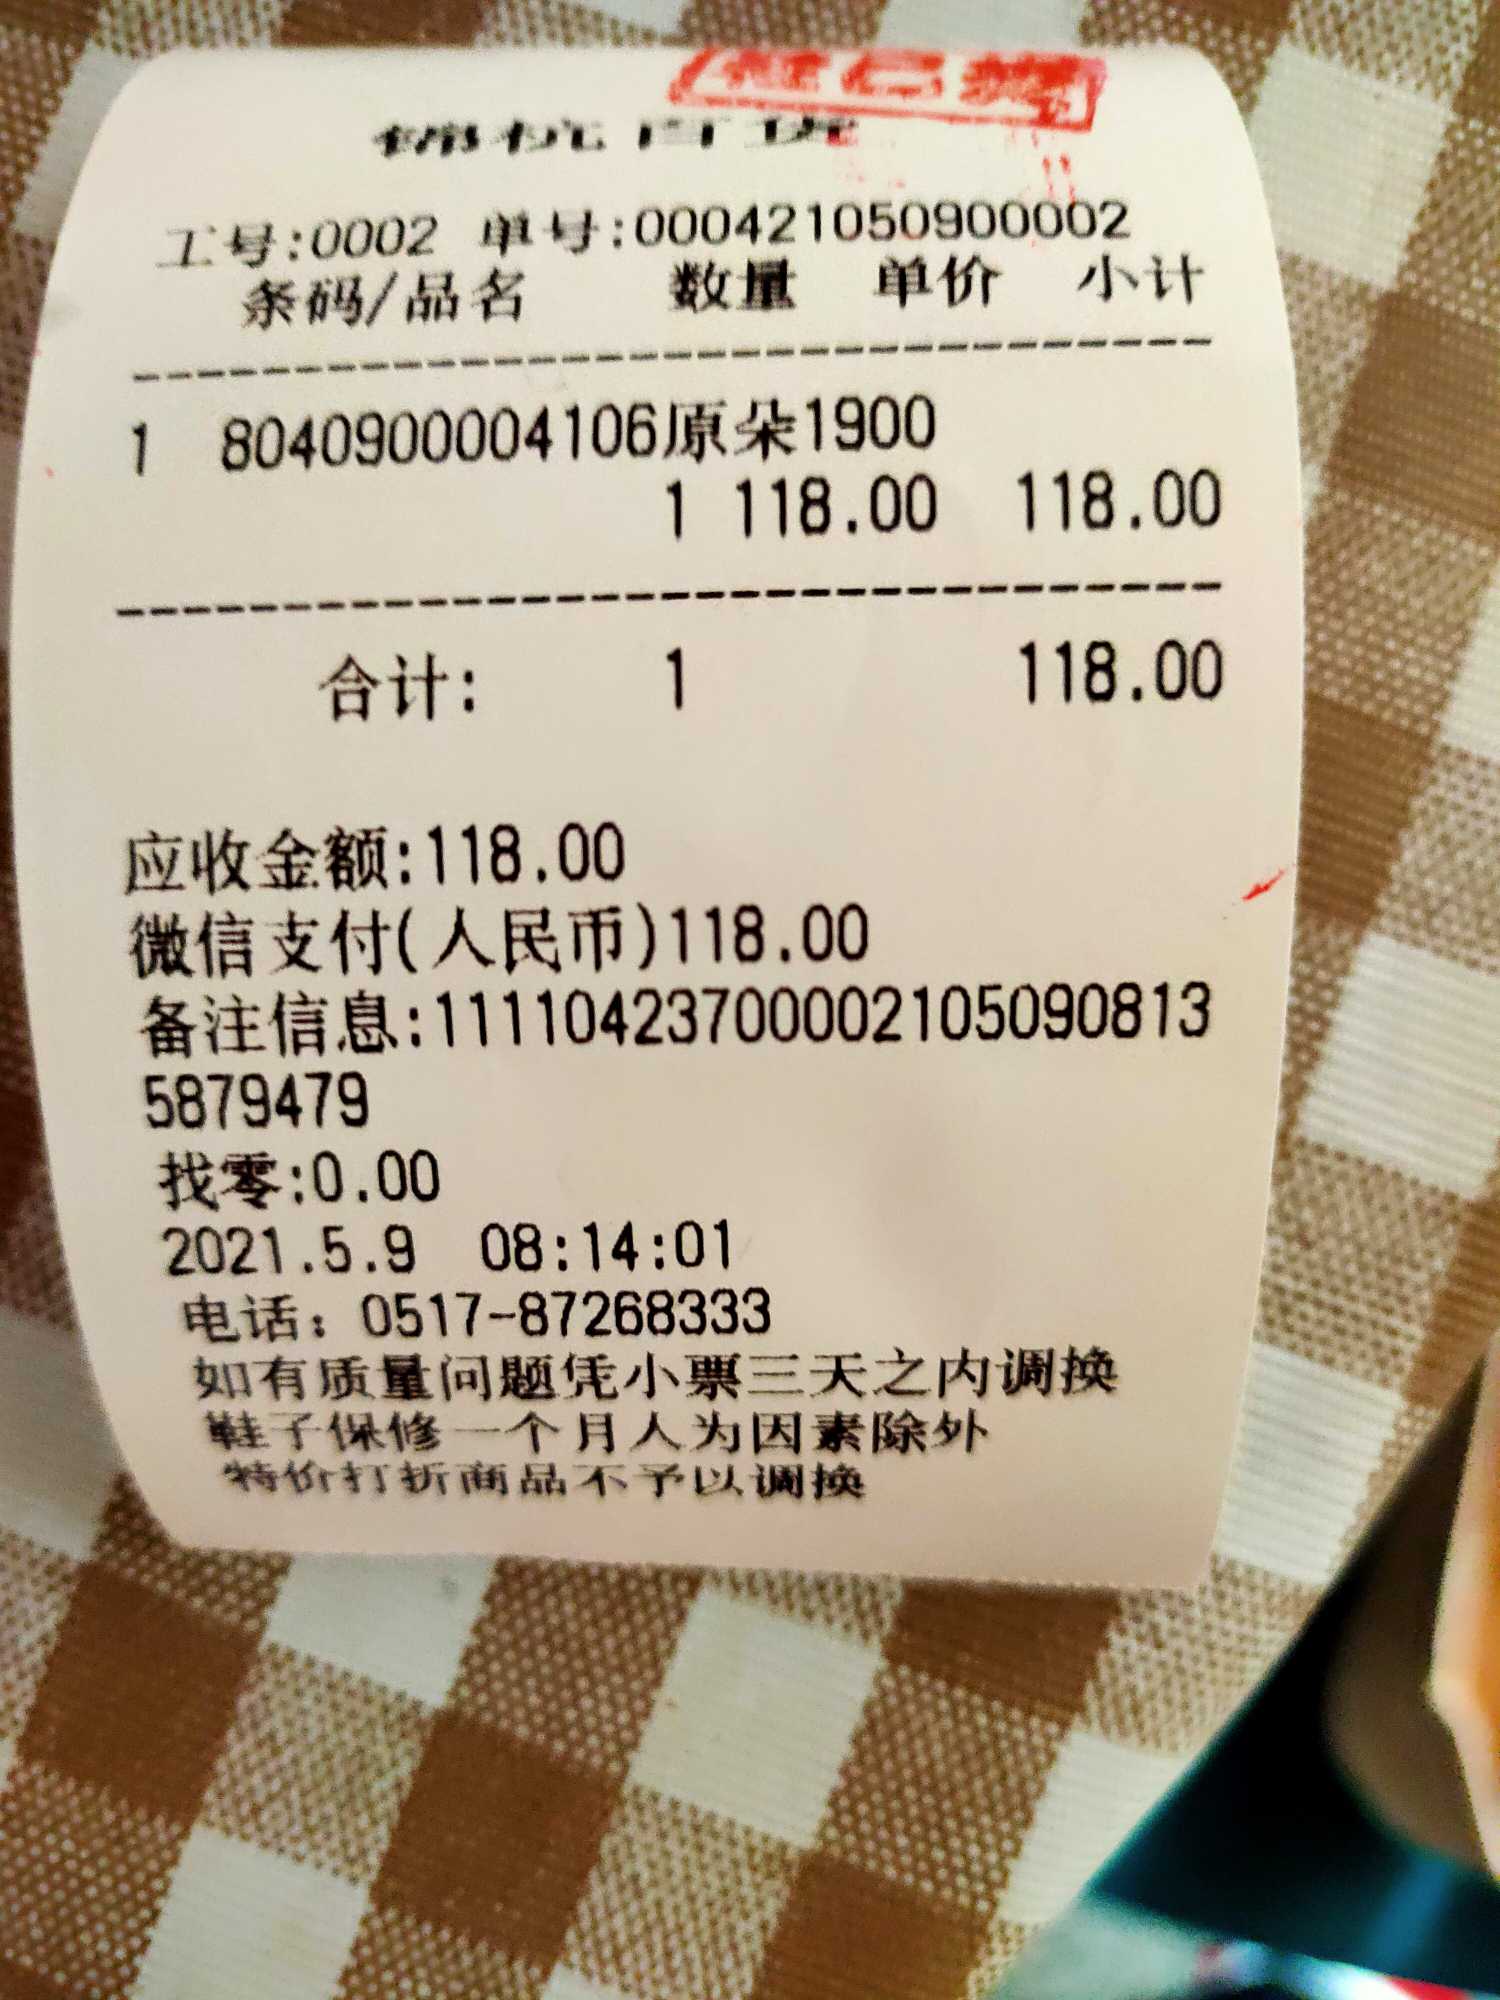 锦杭百货
工号:0002 单号:000421050900002
条码/品名 数量 单价 小计
1 8040900004106原朵1900
1 118.00 118.00
合计: 1 118.00
应收金额:118.00
微信支付(人民币)118.00
备注信息:11110423700002105090813
5879479
找零:0.00
2021.5.9 08:14:01
电话: 0517-87268333
如有质量问题凭小票三天之内调换
鞋子保修一个月人为因素除外
特价打折商品不予以调换